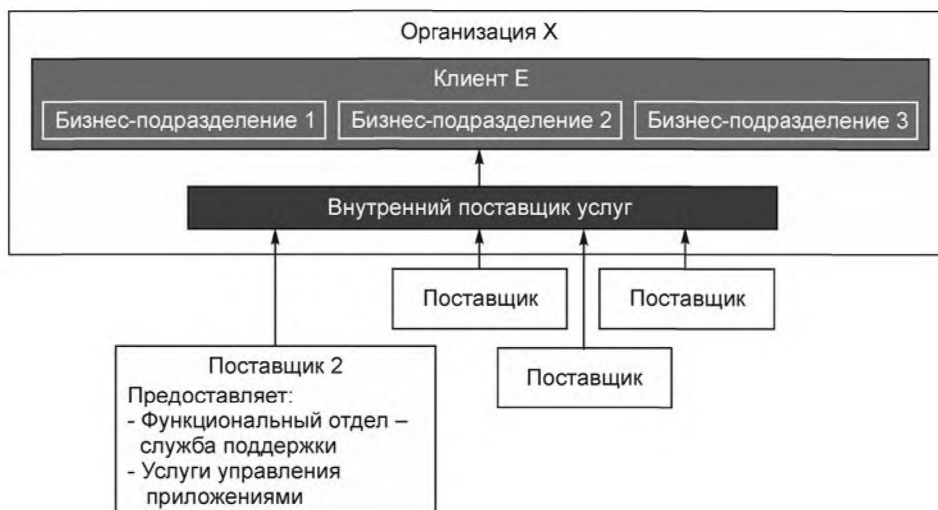 Организация X
Клиент E
Бизнес-подразделение 1
Бизнес-подразделение 2
Бизнес-подразделение 3
Внутренний поставщик услуг
Поставщик
Поставщик
Поставщик
Поставщик 2
Предоставляет:
- Функциональный отдел –
служба поддержки
- Услуги управления
приложениями